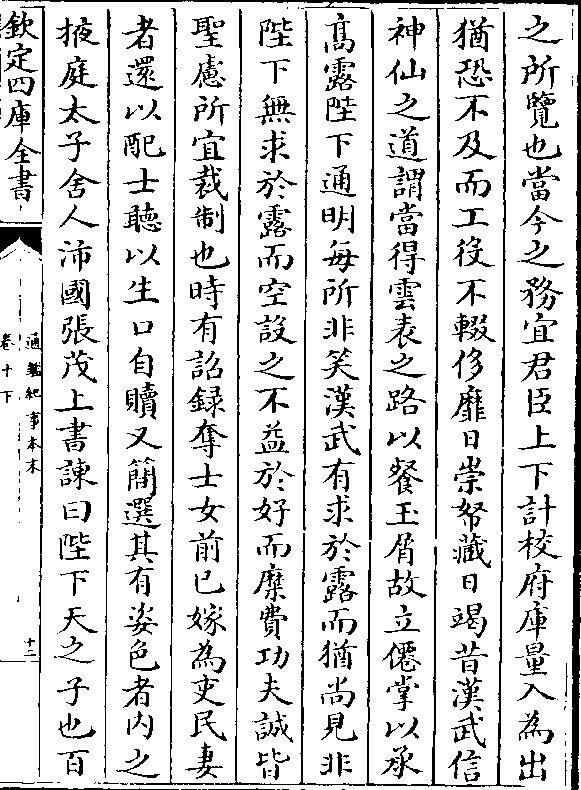 之所覽也當今之務宜君臣上下計校府庫量入為出
猶恐不及而工役不輟侈靡日崇帑藏日竭昔漢武信
神仙之道謂當得雲表之路以餐玉屑故立僊掌以承
髙露陛下通明每所非笑漢武有求於露而猶尚見非
陛下無求於露而空設之不益於好而糜費功夫誠皆
聖慮所宜裁制也時有詔録奪士女前已嫁為吏民妻
者還以配士聽以生口自贖又簡選其有姿色者内之
掖庭太子舍人沛國張茂上書諫曰陛下天之子也百
欽定四庫全書
通鑑紀事本末
卷十下
十二